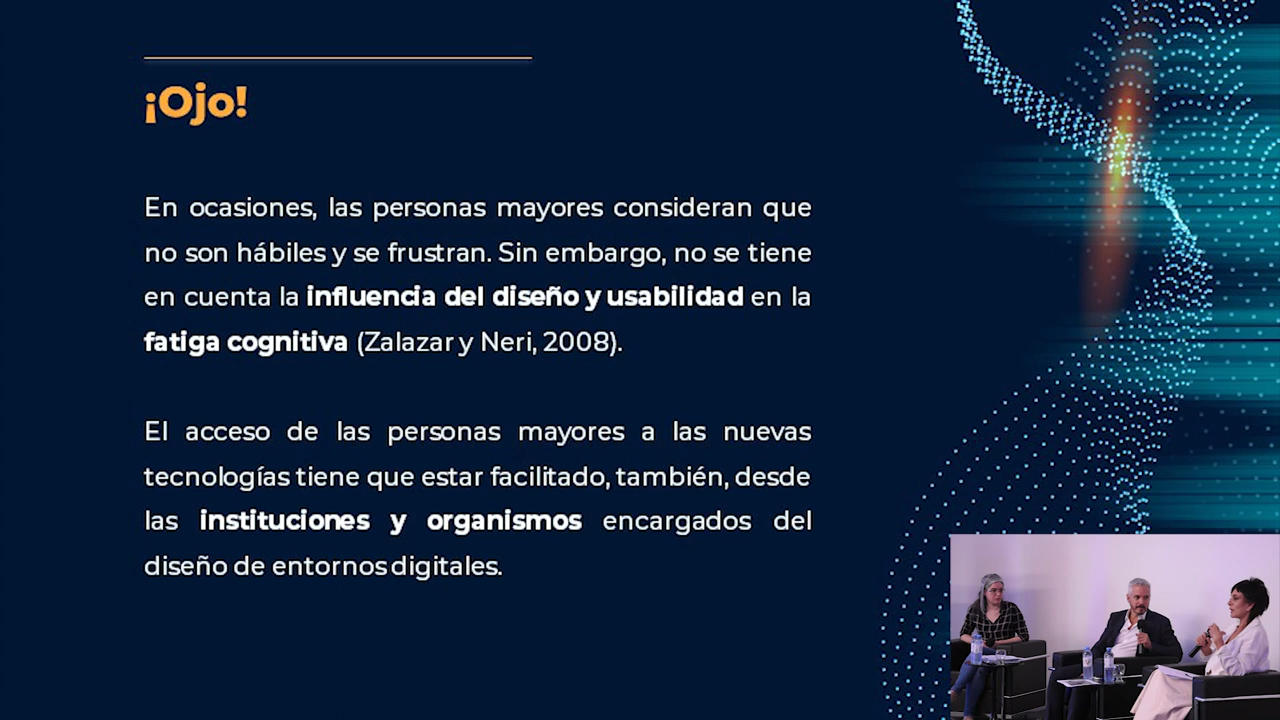 ¡Ojo!
En ocasiones, las personas mayores consideran que
no son hábiles y se frustran. Sin embargo, no se tiene
en cuenta la influencia del diseño y usabilidad en la
fatiga cognitiva (Zalazar y Neri, 2008).
El acceso de las personas mayores a las nuevas
tecnologías tiene que estar facilitado, también, desde
las instituciones y organismos encargados del
diseño de entornos digitales.